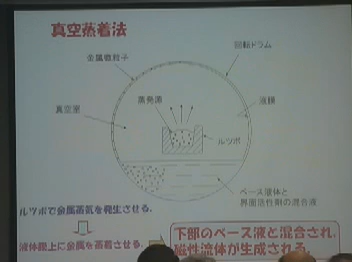 真空蒸着法
金属微粒子
回転ドラム
真空室
蒸発源
液膜
ルツボ
ベース液体と
界面活性剤の混合液
ルツボで金属蒸気を発生させる.
液体膜上に金属を蒸着させる.
下部のベース液と混合され,
磁性流体が生成される.